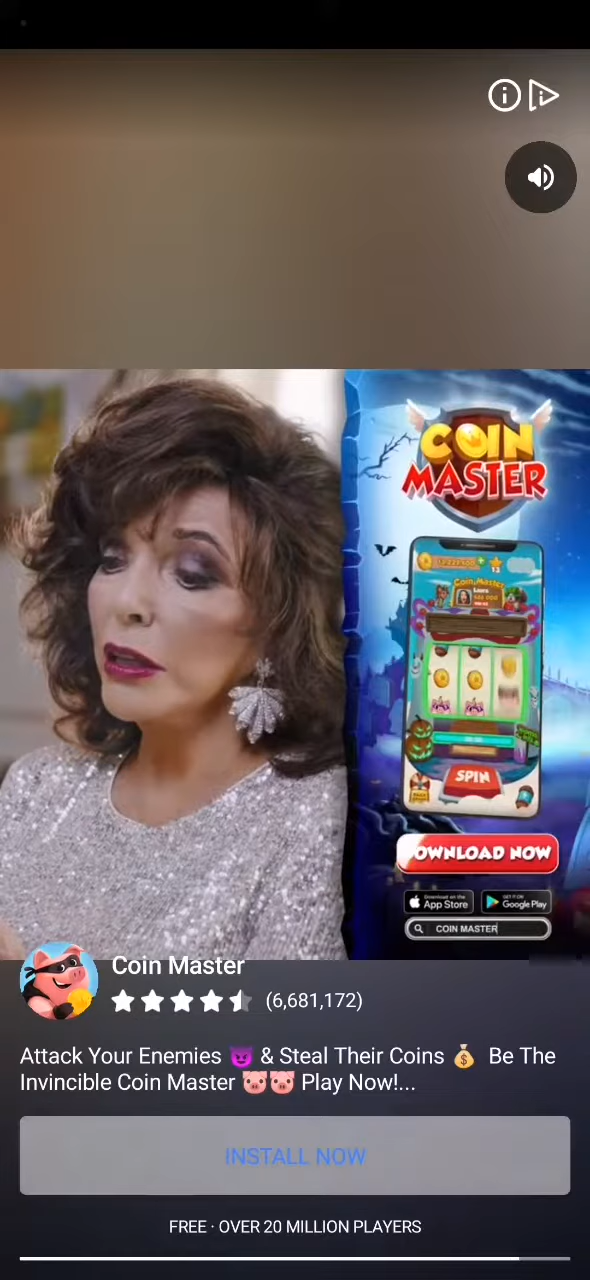 COIN
MASTER
Coin Master
SPIN
DOWNLOAD NOW
Download on the
App Store
GET IT ON
Google Play
COIN MASTER
Coin Master
(6,681,172)
Attack Your Enemies 😈 & Steal Their Coins 💰 Be The
Invincible Coin Master 🐷🐷 Play Now!...
INSTALL NOW
FREE · OVER 20 MILLION PLAYERS